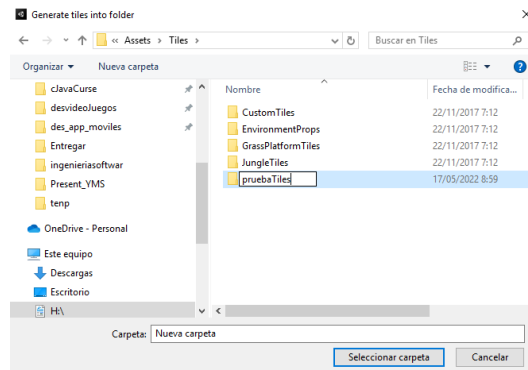 Generate tiles into folder
« Assets › Tiles ›
Buscar en Tiles
Organizar
Nueva carpeta
?
cJavaCurse
desvideoJuegos
des_app_moviles
Entregar
ingenieriasoftwar
Present_YMS
tenp
OneDrive - Personal
Este equipo
Descargas
Escritorio
H:\
Nombre
Fecha de modifica...
CustomTiles
22/11/2017 7:12
EnvironmentProps
22/11/2017 7:12
GrassPlatformTiles
22/11/2017 7:12
JungleTiles
22/11/2017 7:12
pruebaTiles
17/05/2022 8:59
Carpeta: Nueva carpeta
Seleccionar carpeta
Cancelar